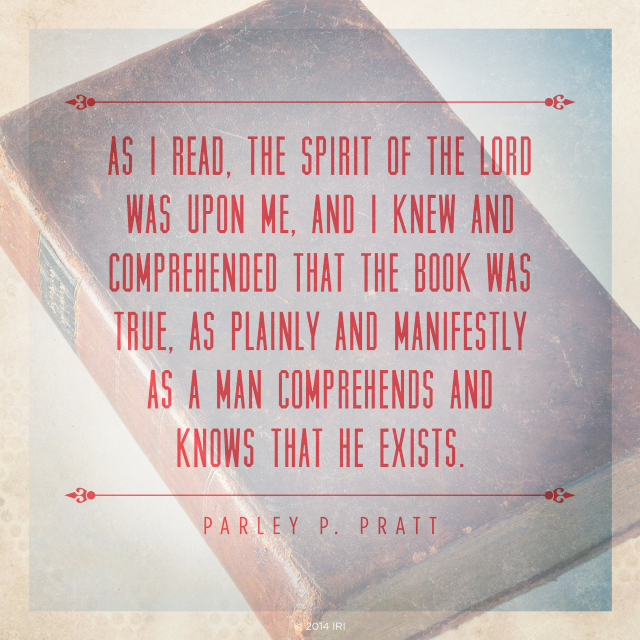 AS I READ, THE SPIRIT OF THE LORD
WAS UPON ME, AND I KNEW AND
COMPREHENDED THAT THE BOOK WAS
TRUE, AS PLAINLY AND MANIFESTLY
AS A MAN COMPREHENDS AND
KNOWS THAT HE EXISTS.
PARLEY P. PRATT
© 2014 IRI